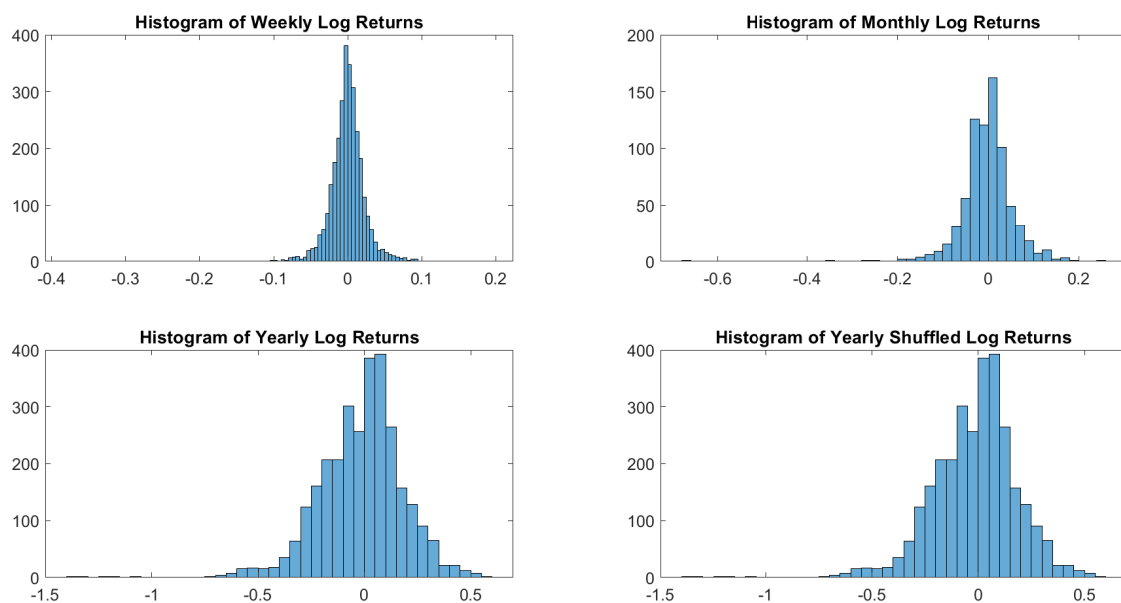 Histogram of Weekly Log Returns
400
300
200
100
0
-0.4 -0.3 -0.2 -0.1 0 0.1 0.2
Histogram of Monthly Log Returns
200
150
100
50
0
-0.6 -0.4 -0.2 0 0.2
Histogram of Yearly Log Returns
400
300
200
100
0
-1.5 -1 -0.5 0 0.5
Histogram of Yearly Shuffled Log Returns
400
300
200
100
0
-1.5 -1 -0.5 0 0.5